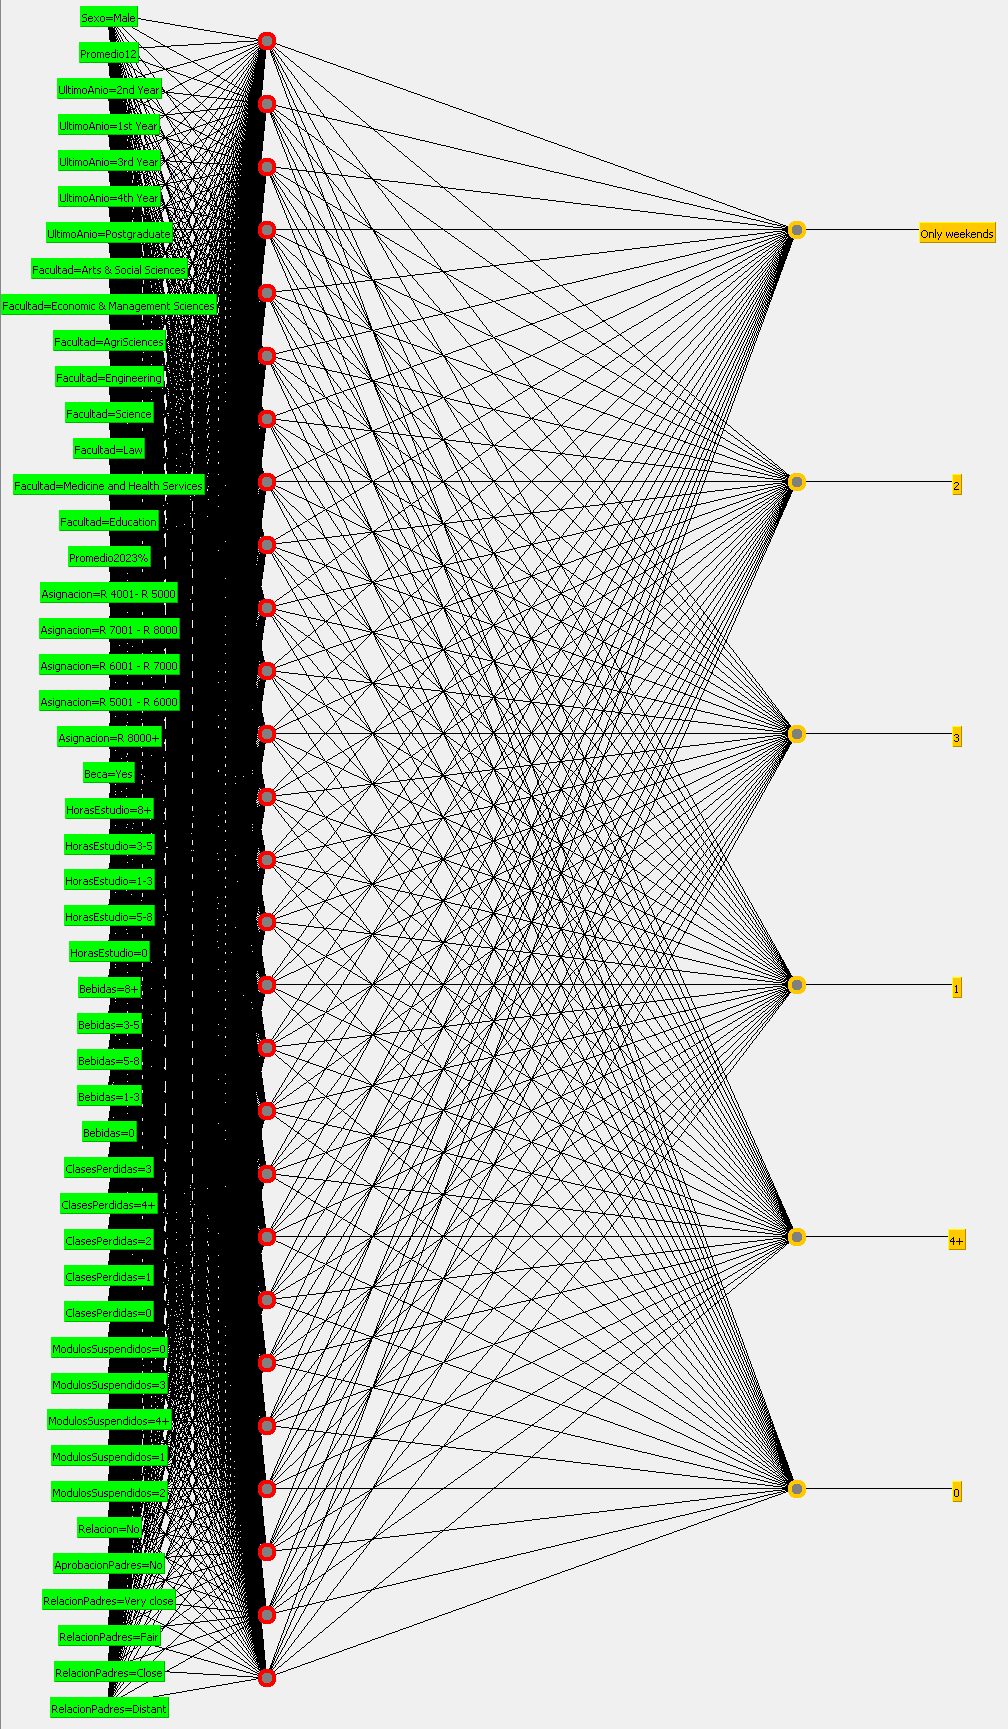 Sexo=Male
Promedio12
UltimoAnio=2nd Year
UltimoAnio=1st Year
UltimoAnio=3rd Year
UltimoAnio=4th Year
UltimoAnio=Postgraduate
Facultad=Arts & Social Sciences
Facultad=Economic & Management Sciences
Facultad=AgriSciences
Facultad=Engineering
Facultad=Science
Facultad=Law
Facultad=Medicine and Health Services
Facultad=Education
Promedio2023%
Asignacion=R 4001- R 5000
Asignacion=R 7001 - R 8000
Asignacion=R 6001 - R 7000
Asignacion=R 5001 - R 6000
Asignacion=R 8000+
Beca=Yes
HorasEstudio=8+
HorasEstudio=3-5
HorasEstudio=1-3
HorasEstudio=5-8
HorasEstudio=0
Bebidas=8+
Bebidas=3-5
Bebidas=5-8
Bebidas=1-3
Bebidas=0
ClasesPerdidas=3
ClasesPerdidas=4+
ClasesPerdidas=2
ClasesPerdidas=1
ClasesPerdidas=0
ModulosSuspendidos=0
ModulosSuspendidos=3
ModulosSuspendidos=4+
ModulosSuspendidos=1
ModulosSuspendidos=2
Relacion=No
AprobacionPadres=No
RelacionPadres=Very close
RelacionPadres=Fair
RelacionPadres=Close
RelacionPadres=Distant
Only weekends
2
3
1
4+
0